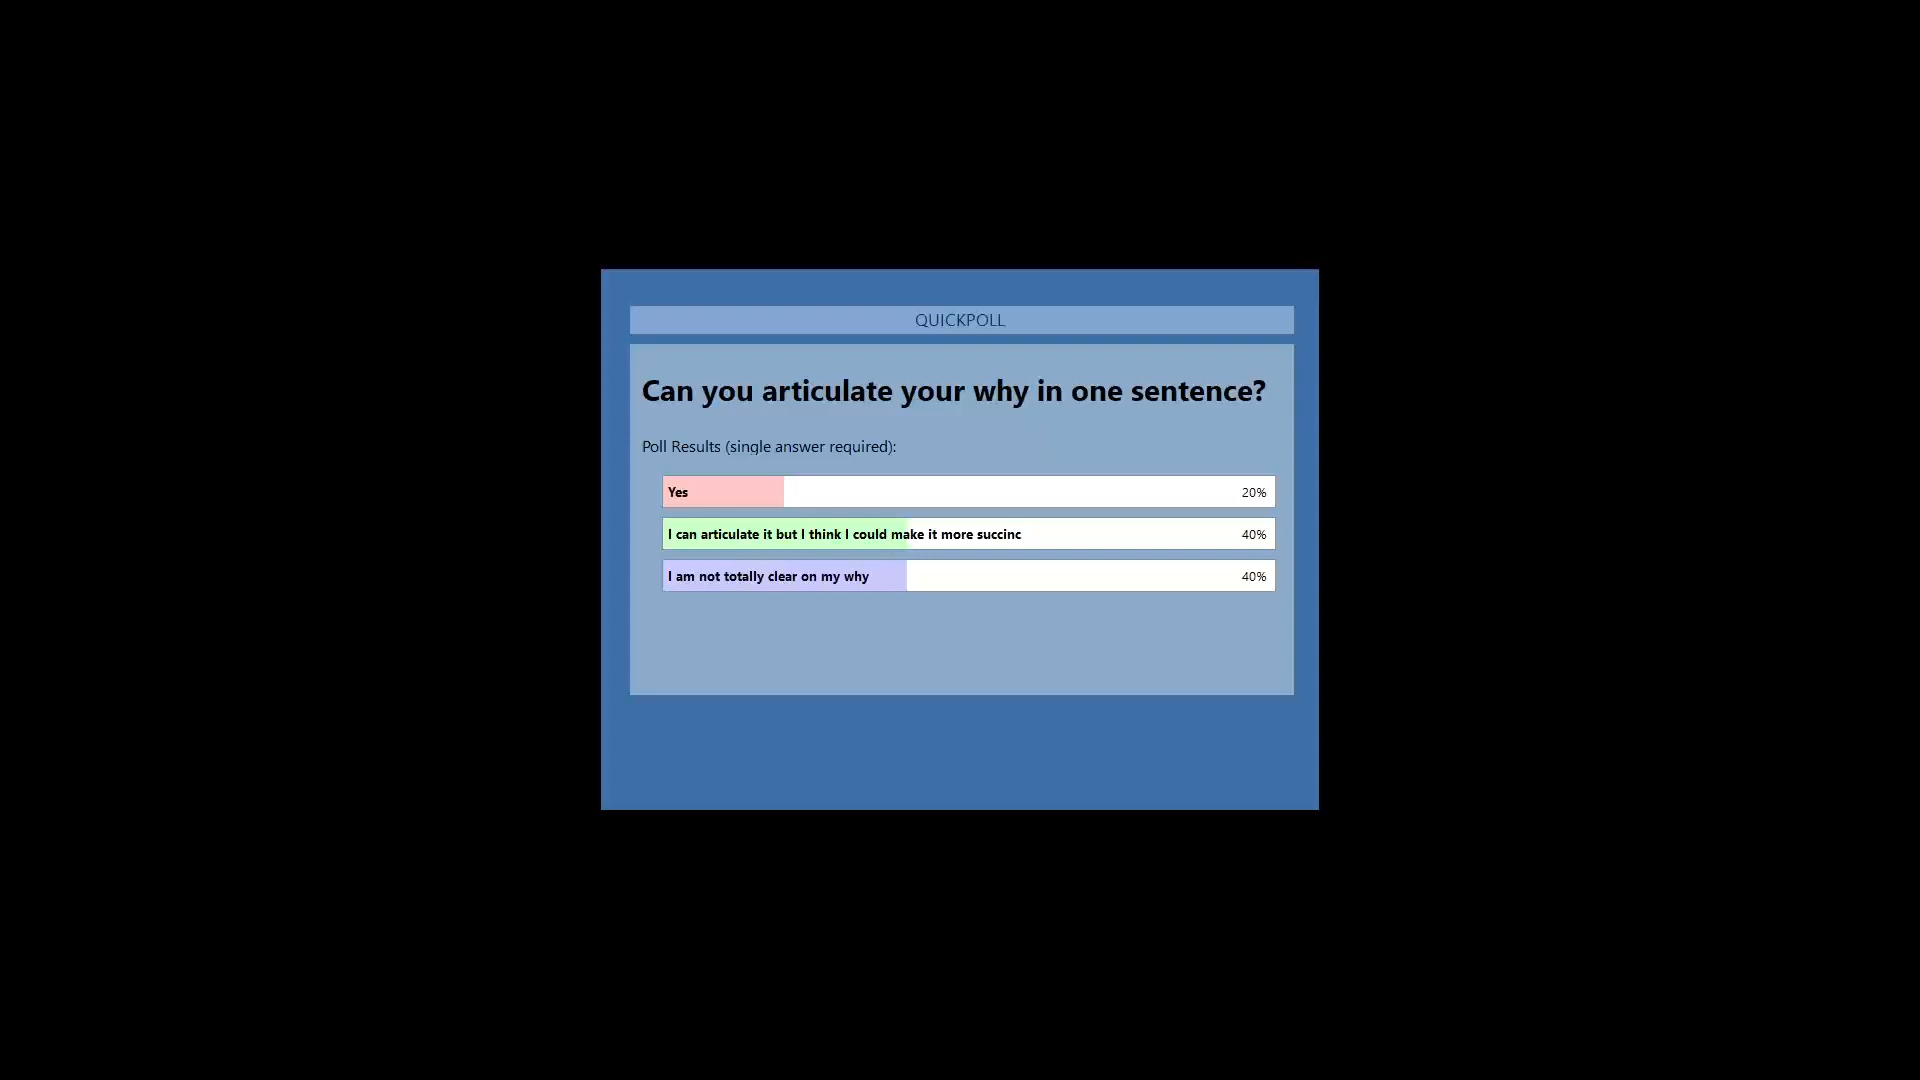 QUICKPOLL
Can you articulate your why in one sentence?
Poll Results (single answer required):
Yes 20%
I can articulate it but I think I could make it more succinc 40%
I am not totally clear on my why 40%